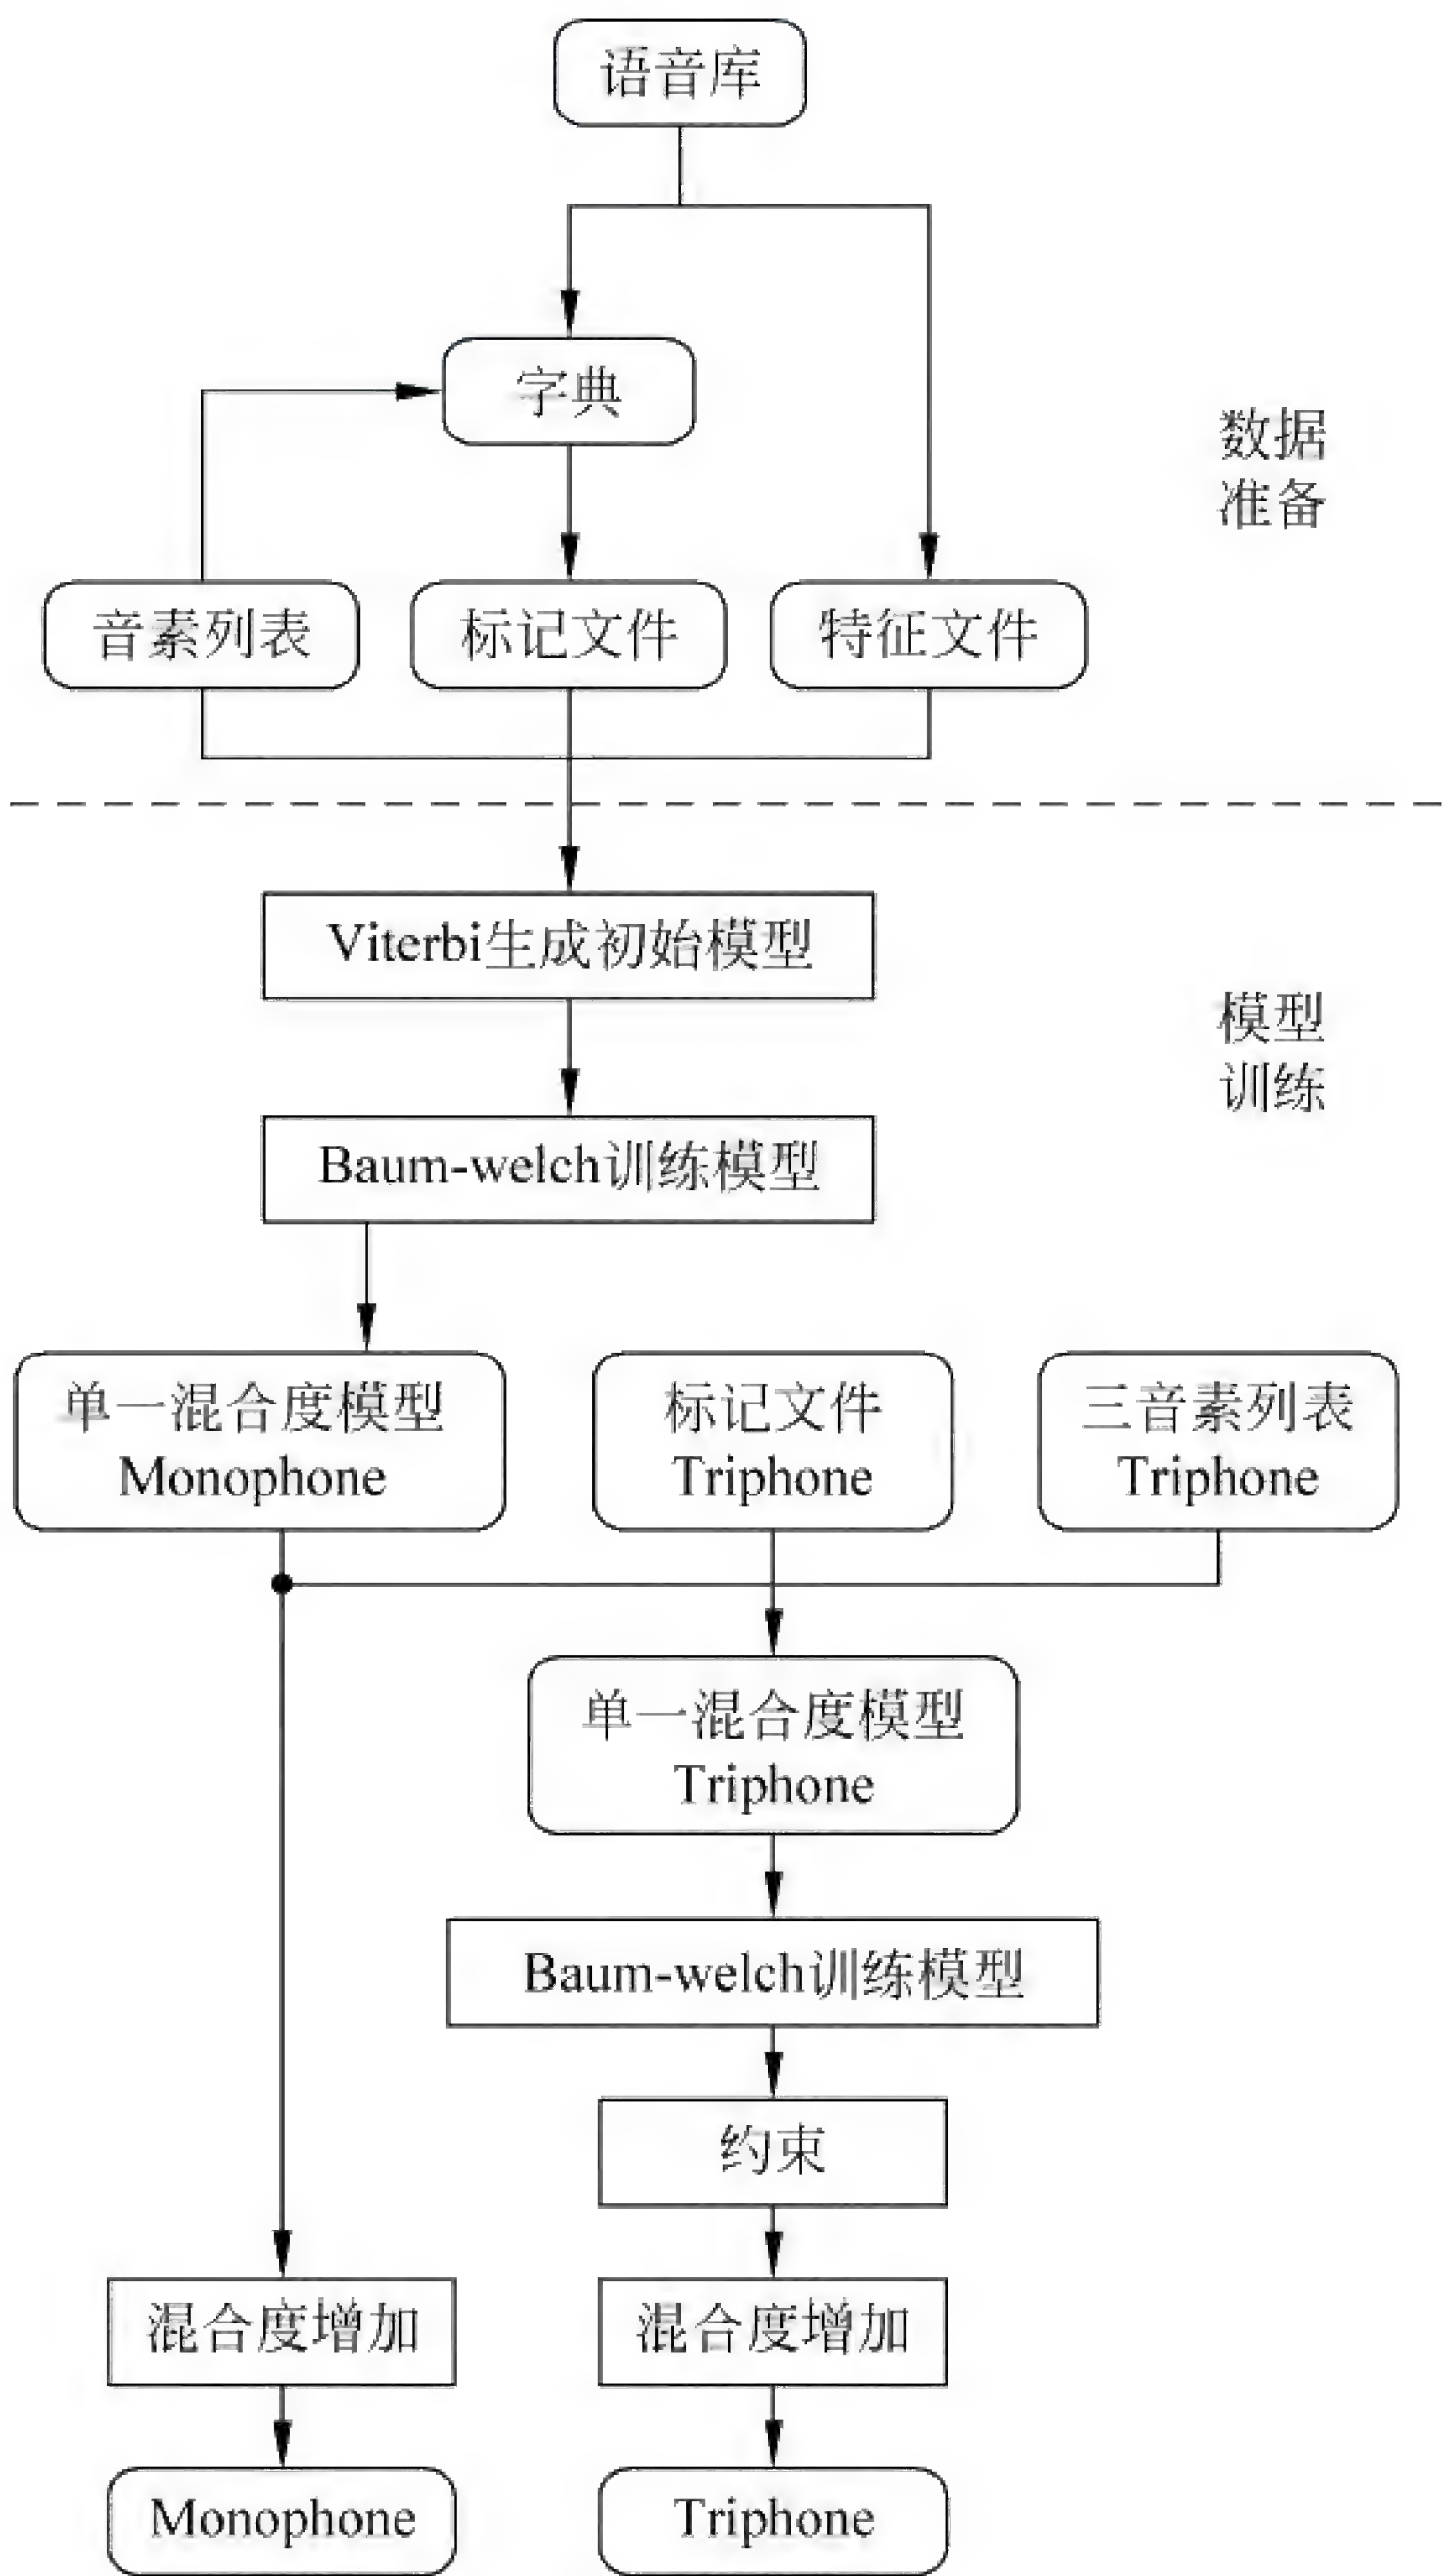 语音库
字典
数据
准备
音素列表
标记文件
特征文件
Viterbi生成初始模型
模型
训练
Baum-welch训练模型
单一混合度模型
Monophone
标记文件
Triphone
三音素列表
Triphone
单一混合度模型
Triphone
Baum-welch训练模型
约束
混合度增加
混合度增加
Monophone
Triphone